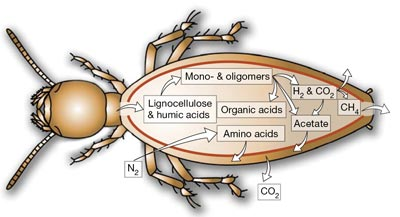 Mono- & oligomers
H₂ & CO₂
Lignocellulose
& humic acids
Organic acids
CH₄
Acetate
Amino acids
N₂
CO₂